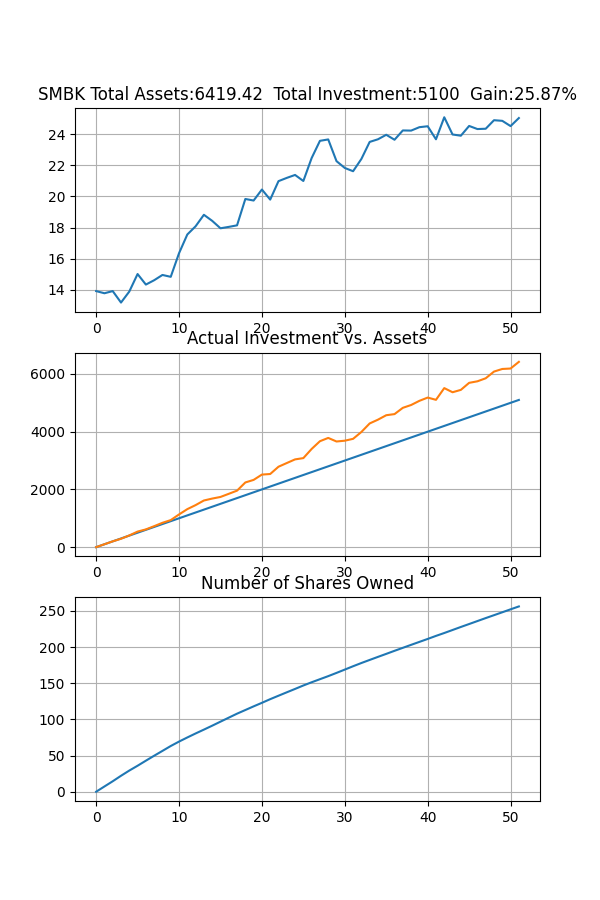 SMBK Total Assets:6419.42  Total Investment:5100  Gain:25.87%
24
22
20
18
16
14
0 10 20 30 40 50
Actual Investment vs. Assets
6000
4000
2000
0
0 10 20 30 40 50
Number of Shares Owned
250
200
150
100
50
0
0 10 20 30 40 50